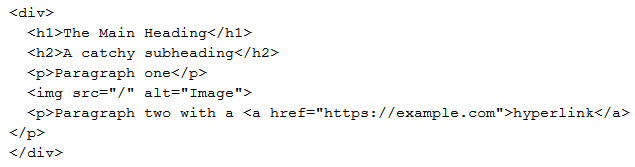 <div>
  <h1>The Main Heading</h1>
  <h2>A catchy subheading</h2>
  <p>Paragraph one</p>
  <img src="/" alt="Image">
  <p>Paragraph two with a <a href="https://example.com">hyperlink</a>
</p>
</div>